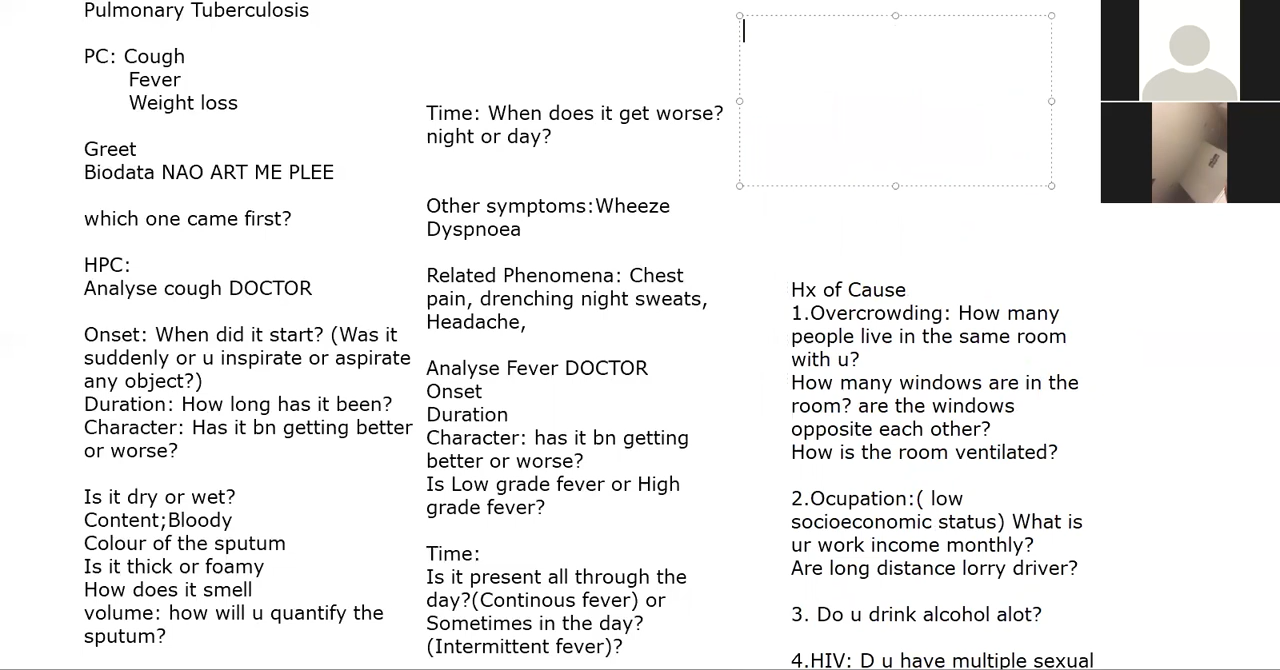 Pulmonary Tuberculosis
PC: Cough
Fever
Weight loss
Greet
Biodata NAO ART ME PLEE
which one came first?
HPC:
Analyse cough DOCTOR
Onset: When did it start? (Was it
suddenly or u inspirate or aspirate
any object?)
Duration: How long has it been?
Character: Has it bn getting better
or worse?
Is it dry or wet?
Content;Bloody
Colour of the sputum
Is it thick or foamy
How does it smell
volume: how will u quantify the
sputum?
Time: When does it get worse?
night or day?
Other symptoms:Wheeze
Dyspnoea
Related Phenomena: Chest
pain, drenching night sweats,
Headache,
Analyse Fever DOCTOR
Onset
Duration
Character: has it bn getting
better or worse?
Is Low grade fever or High
grade fever?
Time:
Is it present all through the
day?(Continous fever) or
Sometimes in the day?
(Intermittent fever)?
Hx of Cause
1.Overcrowding: How many
people live in the same room
with u?
How many windows are in the
room? are the windows
opposite each other?
How is the room ventilated?
2.Ocupation:( low
socioeconomic status) What is
ur work income monthly?
Are long distance lorry driver?
3. Do u drink alcohol alot?
4.HIV: D u have multiple sexual